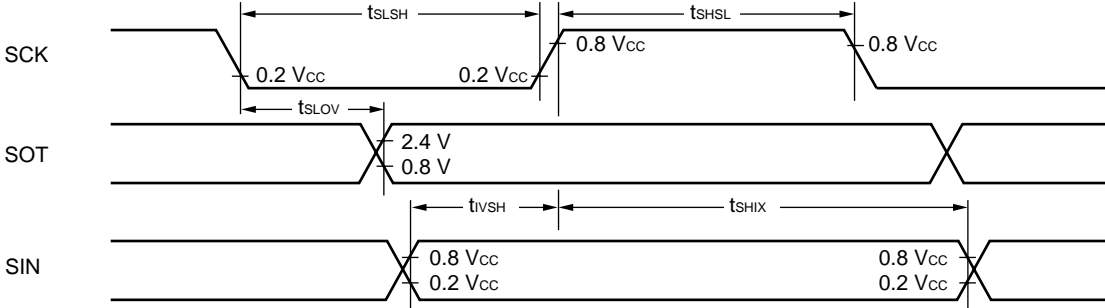 tSLSH
tSHSL
SCK
0.8 VCC
0.8 VCC
0.2 VCC
0.2 VCC
tSLOV
SOT
2.4 V
0.8 V
tIVSH
tSHIX
SIN
0.8 VCC
0.8 VCC
0.2 VCC
0.2 VCC